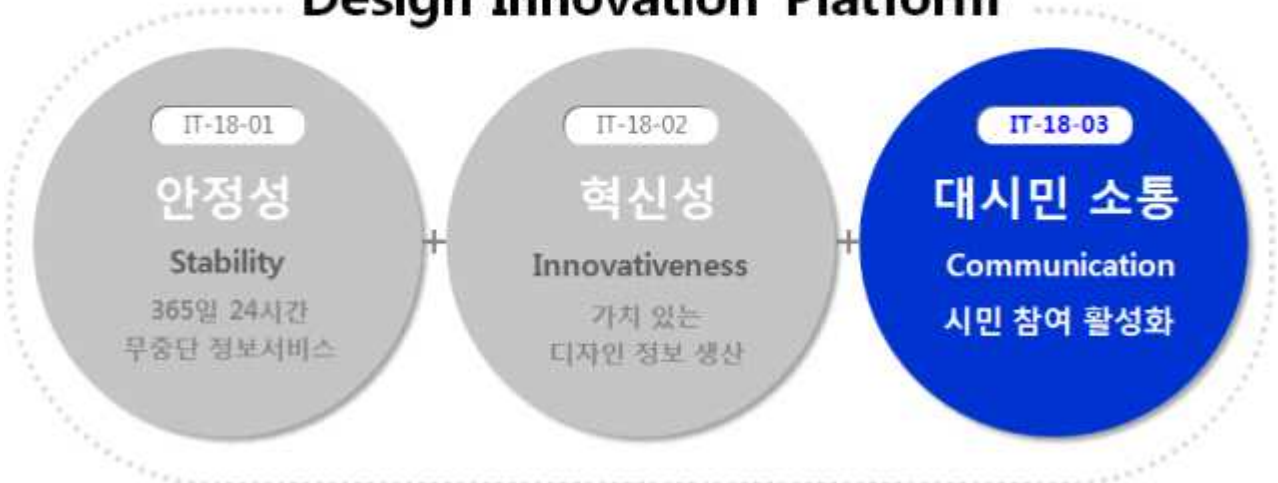 Design Innovation Platform
IT-18-01
안정성
Stability
365일 24시간
무중단 정보서비스
+
IT-18-02
혁신성
Innovativeness
가치 있는
디자인 정보 생산
+
IT-18-03
대시민 소통
Communication
시민 참여 활성화